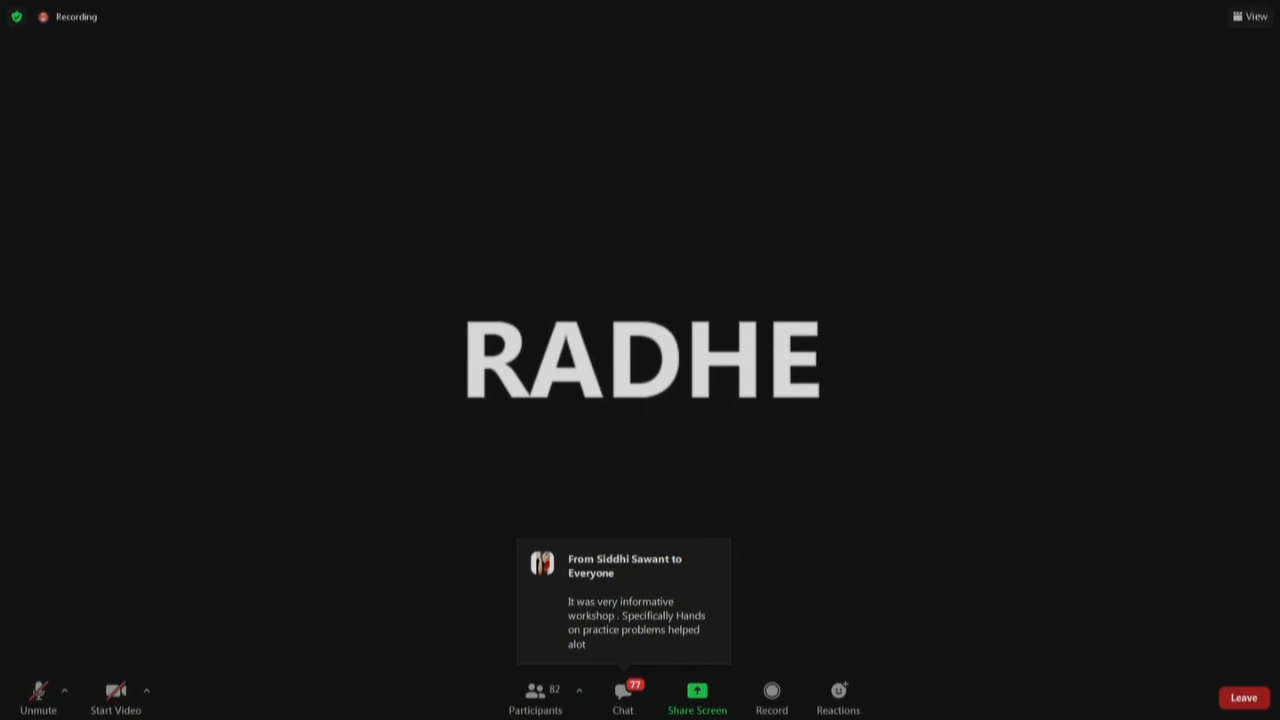 Recording
View
RADHE
From Siddhi Sawant to
Everyone
It was very informative
workshop . Specifically Hands
on practice problems helped
alot
82
77
Unmute
Start Video
Participants
Chat
Share Screen
Record
Reactions
Leave